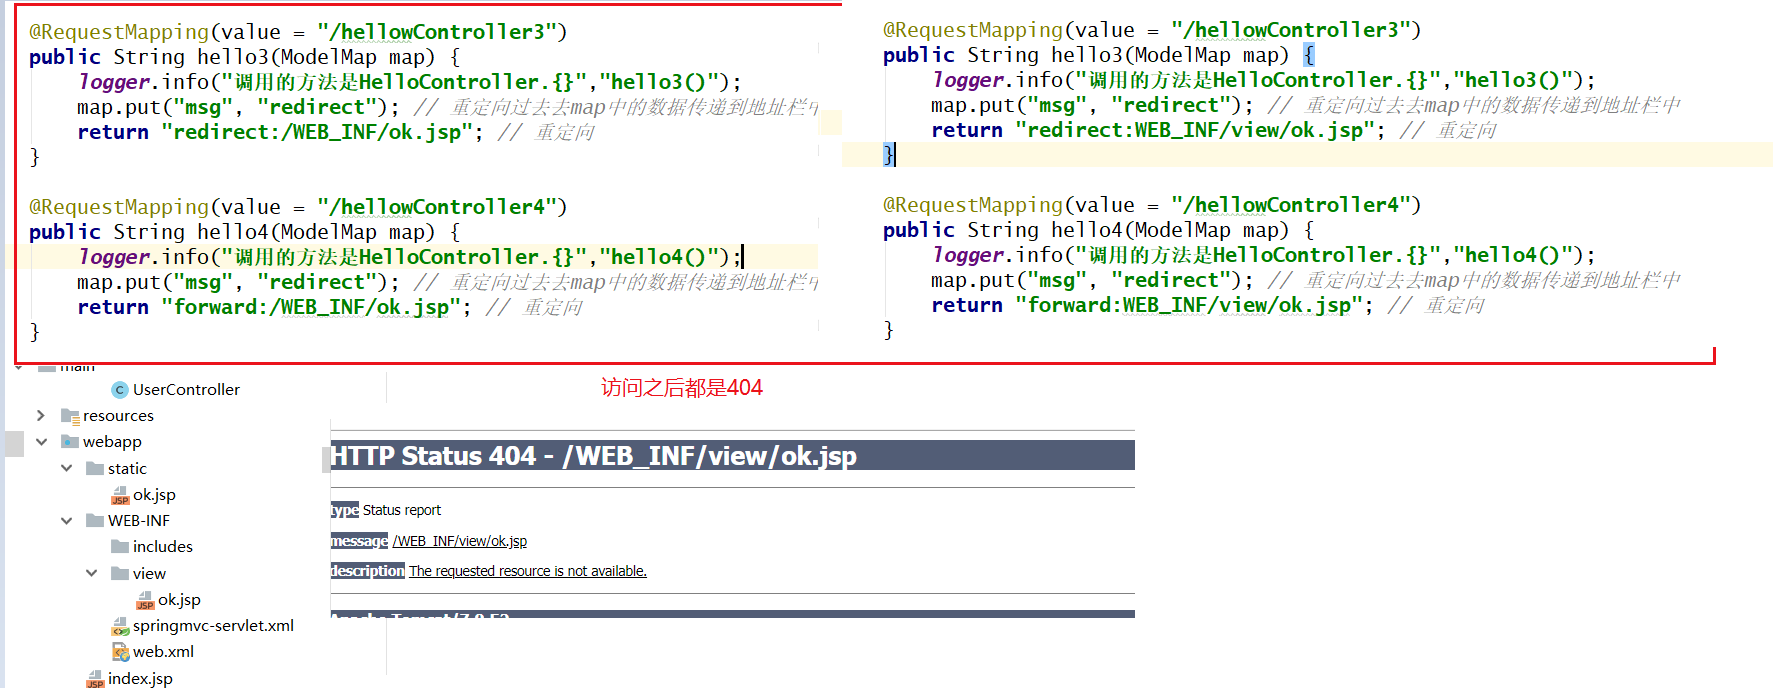 @RequestMapping(value = "/hellowController3")
public String hello3(ModelMap map) {
logger.info("调用的方法是HelloController.{}","hello3()");
map.put("msg", "redirect"); // 重定向过去去map中的数据传递到地址栏中
return "redirect:/WEB_INF/ok.jsp"; // 重定向
}
@RequestMapping(value = "/hellowController4")
public String hello4(ModelMap map) {
logger.info("调用的方法是HelloController.{}","hello4()");
map.put("msg", "redirect"); // 重定向过去去map中的数据传递到地址栏中
return "forward:/WEB_INF/ok.jsp"; // 重定向
}
@RequestMapping(value = "/hellowController3")
public String hello3(ModelMap map) {
logger.info("调用的方法是HelloController.{}","hello3()");
map.put("msg", "redirect"); // 重定向过去去map中的数据传递到地址栏中
return "redirect:WEB_INF/view/ok.jsp"; // 重定向
}
@RequestMapping(value = "/hellowController4")
public String hello4(ModelMap map) {
logger.info("调用的方法是HelloController.{}","hello4()");
map.put("msg", "redirect"); // 重定向过去去map中的数据传递到地址栏中
return "forward:WEB_INF/view/ok.jsp"; // 重定向
}
访问之后都是404
main
C UserController
resources
webapp
static
JSP ok.jsp
WEB-INF
includes
view
JSP ok.jsp
springmvc-servlet.xml
web.xml
JSP index.jsp
HTTP Status 404 - /WEB_INF/view/ok.jsp
type Status report
message /WEB_INF/view/ok.jsp
description The requested resource is not available.